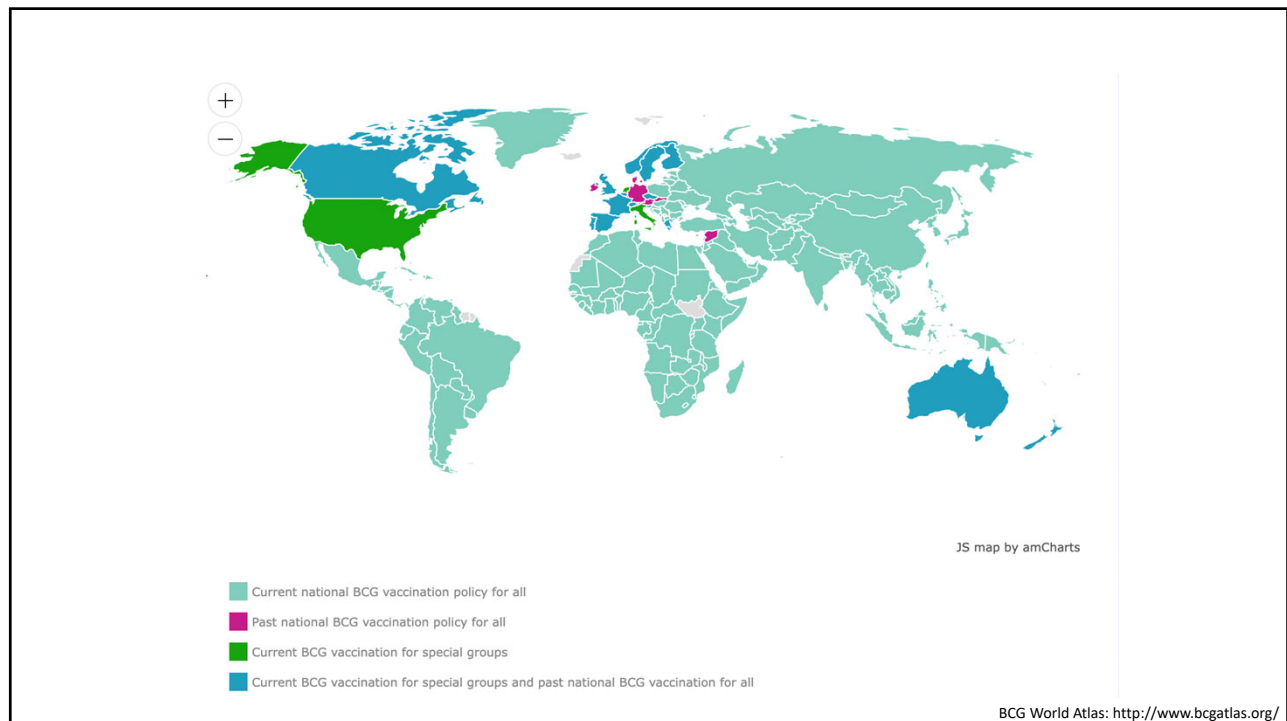 +
−
JS map by amCharts
Current national BCG vaccination policy for all
Past national BCG vaccination policy for all
Current BCG vaccination for special groups
Current BCG vaccination for special groups and past national BCG vaccination for all
BCG World Atlas: http://www.bcgatlas.org/